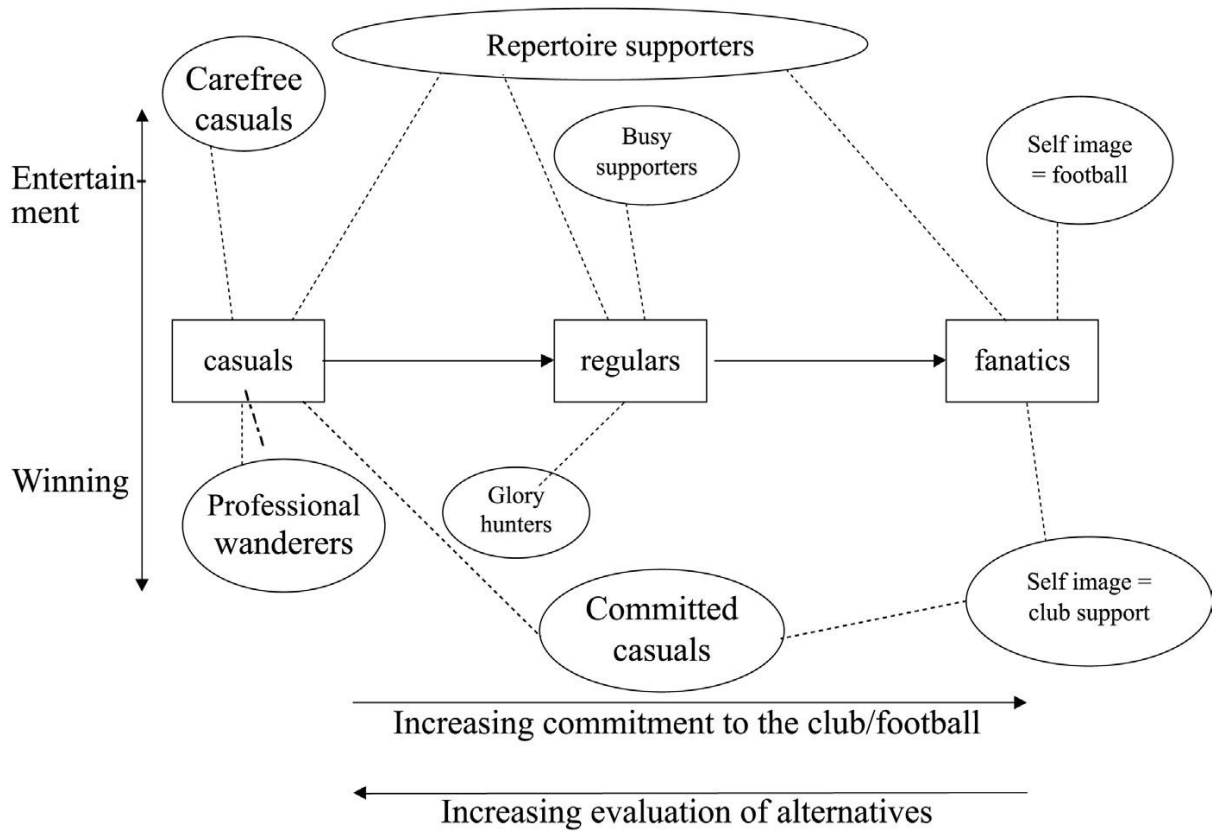 Repertoire supporters
Carefree
casuals
Busy
supporters
Self image
= football
Entertain-
ment
casuals
regulars
fanatics
Winning
Professional
wanderers
Glory
hunters
Self image =
club support
Committed
casuals
Increasing commitment to the club/football
Increasing evaluation of alternatives